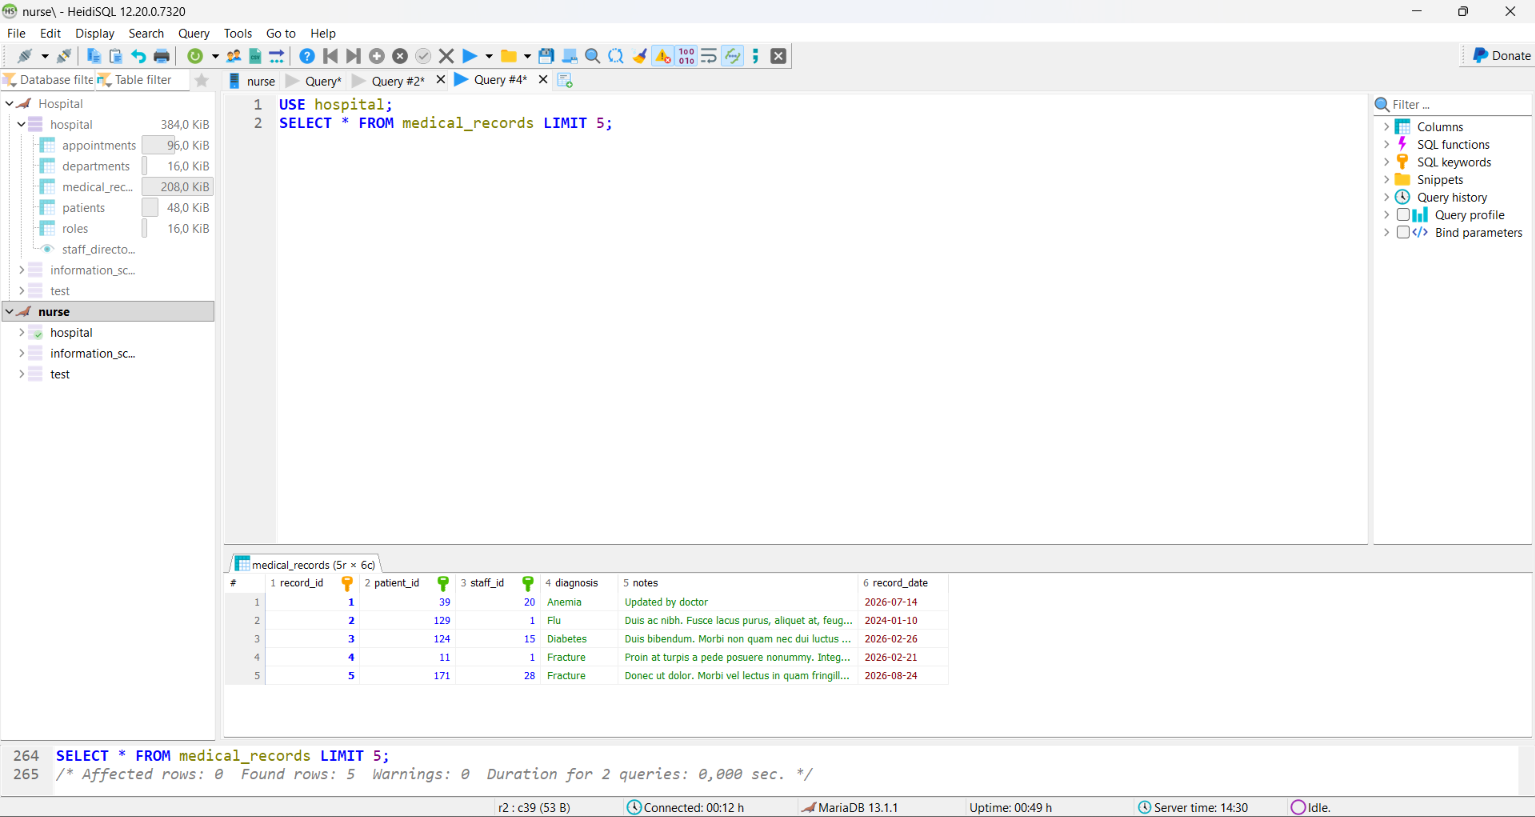 nurse\ - HeidiSQL 12.20.0.7320
File Edit Display Search Query Tools Go to Help
Donate
Database filte Table filter
nurse Query* Query #2* Query #4*
Hospital
hospital 384,0 KiB
appointments 96,0 KiB
departments 16,0 KiB
medical_rec... 208,0 KiB
patients 48,0 KiB
roles 16,0 KiB
staff_directo...
information_sc...
test
nurse
hospital
information_sc...
test
1 USE hospital;
2 SELECT * FROM medical_records LIMIT 5;
Filter ...
Columns
SQL functions
SQL keywords
Snippets
Query history
Query profile
Bind parameters
medical_records (5r × 6c)
# 1 record_id 2 patient_id 3 staff_id 4 diagnosis 5 notes 6 record_date
1 1 39 20 Anemia Updated by doctor 2026-07-14
2 2 129 1 Flu Duis ac nibh. Fusce lacus purus, aliquet at, feug... 2024-01-10
3 3 124 15 Diabetes Duis bibendum. Morbi non quam nec dui luctus ... 2026-02-26
4 4 11 1 Fracture Proin at turpis a pede posuere nonummy. Integ... 2026-02-21
5 5 171 28 Fracture Donec ut dolor. Morbi vel lectus in quam fringill... 2026-08-24
264 SELECT * FROM medical_records LIMIT 5;
265 /* Affected rows: 0 Found rows: 5 Warnings: 0 Duration for 2 queries: 0,000 sec. */
r2 : c39 (53 B) Connected: 00:12 h MariaDB 13.1.1 Uptime: 00:49 h Server time: 14:30 Idle.